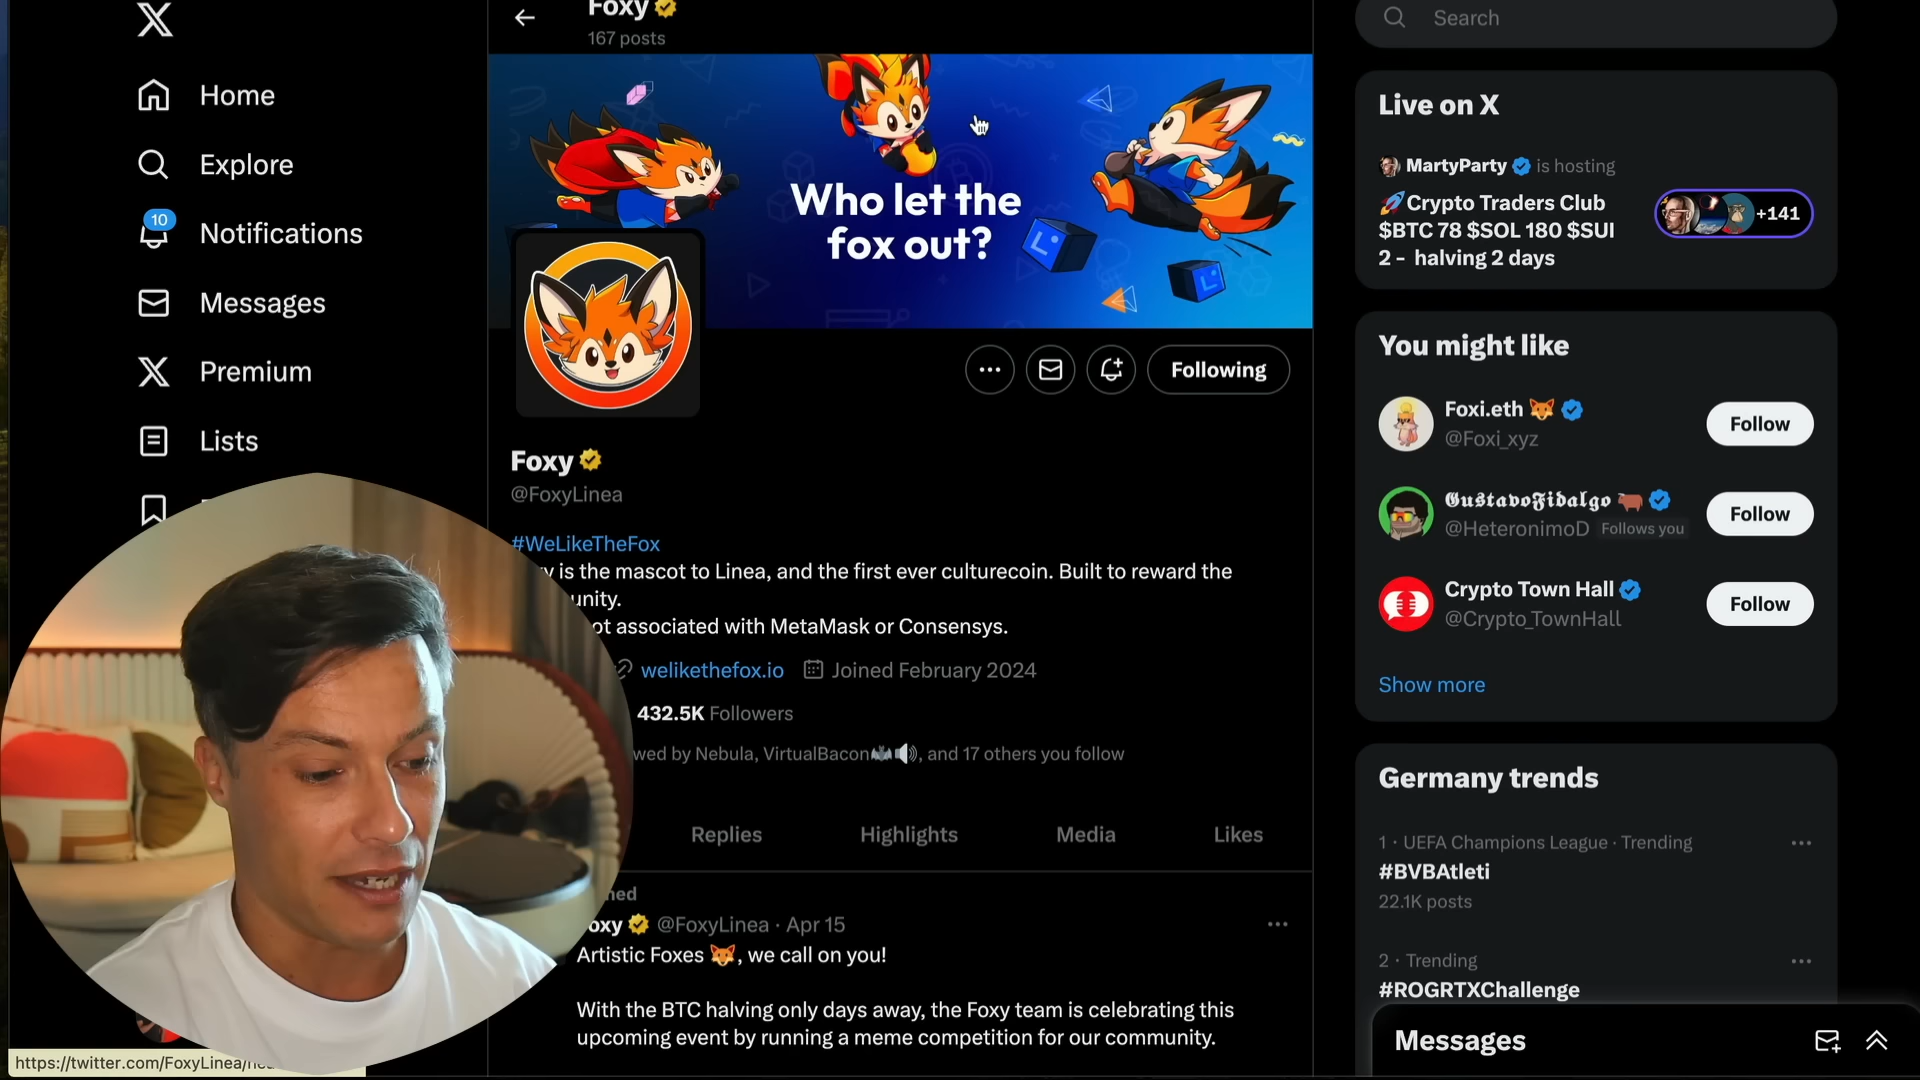 Foxy
167 posts
Search
Home
Explore
10
Notifications
Messages
Premium
Lists
Who let the
fox out?
Following
Foxy
@FoxyLinea
#WeLikeTheFox
is the mascot to Linea, and the first ever culturecoin. Built to reward the
associated with MetaMask or Consensys.
welikethefox.io Joined February 2024
432.5K Followers
by Nebula, VirtualBacon🦇🔊, and 17 others you follow
Replies Highlights Media Likes
@FoxyLinea · Apr 15
Artistic Foxes 🦊, we call on you!
With the BTC halving only days away, the Foxy team is celebrating this
upcoming event by running a meme competition for our community.
Live on X
MartyParty is hosting
🚀Crypto Traders Club
$BTC 78 $SOL 180 $SUI
2 - halving 2 days
+141
You might like
Foxi.eth 🦊
@Foxi_xyz
Follow
𝕲𝖚𝖘𝖙𝖆𝖛𝖔𝕱𝖎𝖉𝖆𝖑𝖌𝖔 🐂
@HeteronimoD Follows you
Follow
Crypto Town Hall
@Crypto_TownHall
Follow
Show more
Germany trends
1 · UEFA Champions League · Trending
#BVBAtleti
22.1K posts
2 · Trending
#ROGRTXChallenge
Messages
https://twitter.com/FoxyLinea/